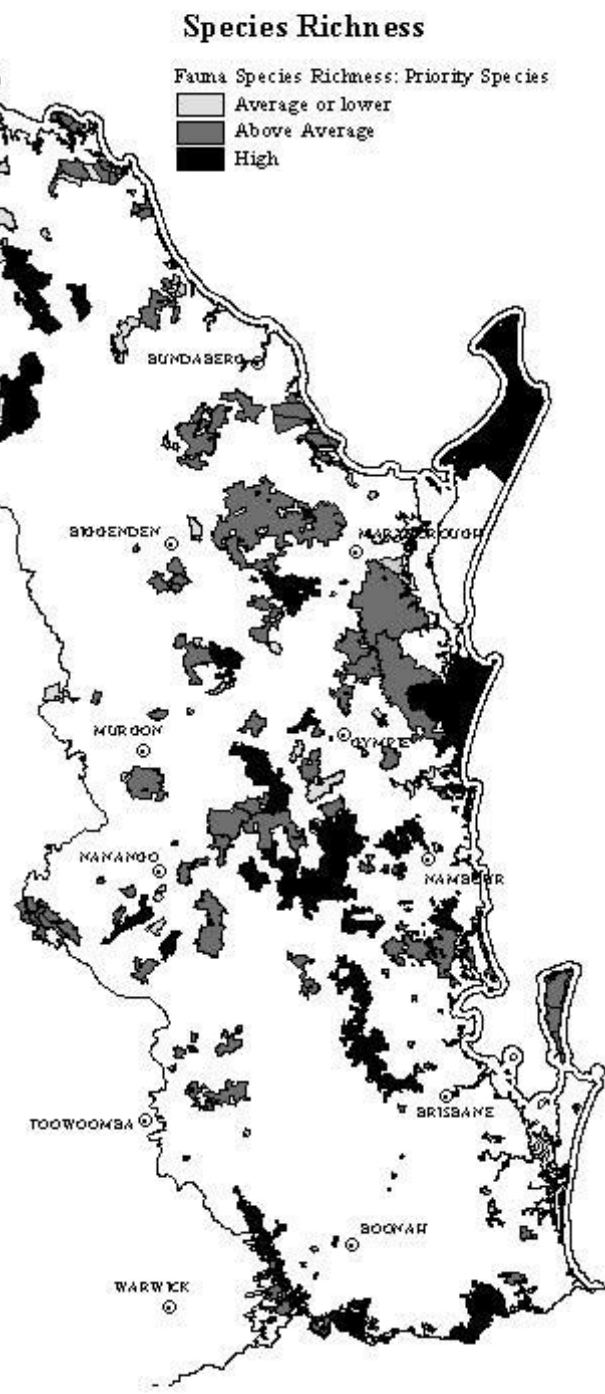 Species Richness
Fauna Species Richness: Priority Species
Average or lower
Above Average
High
BUNDABERG
BIGGENDEN
MARYBOROUGH
MURGON
GYMPIE
NANANGO
NAMBOUR
BRISBANE
TOOWOOMBA
BOONAH
WARWICK